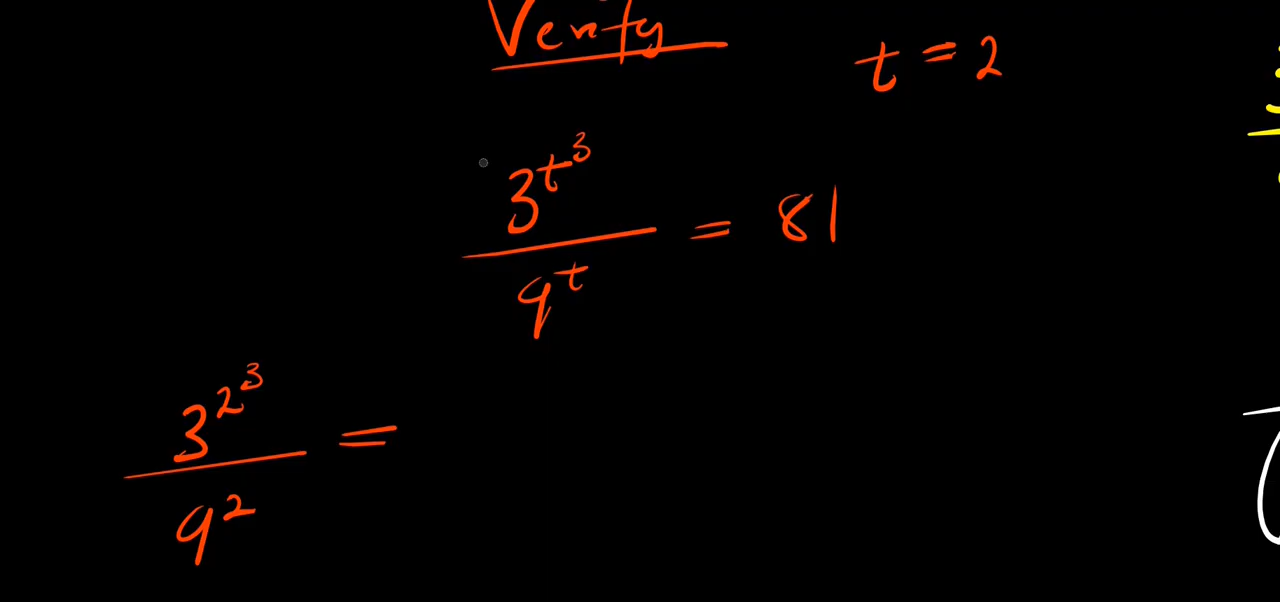 Verify
t = 2
3^{t^3} / 9^t = 81
3^{2^3} / 9^2 =